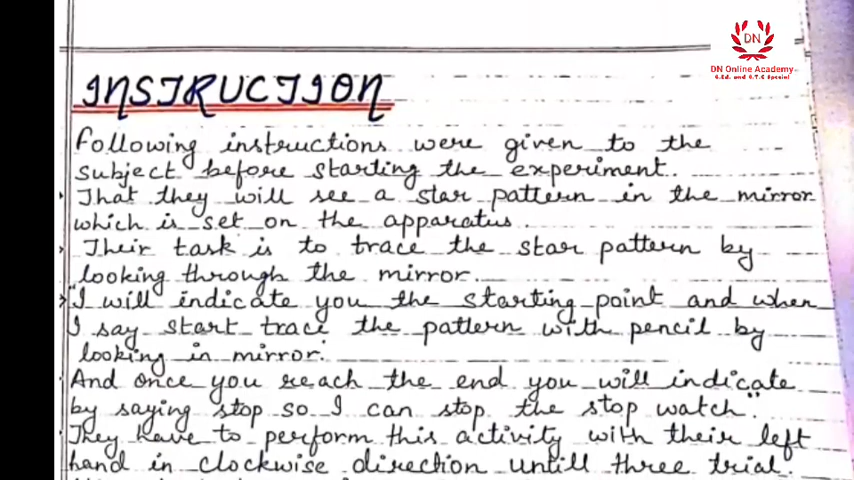 DN
DN Online Academy
B.Ed. and B.T.C Special
INSTRUCTION
Following instructions were given to the
subject before starting the experiment.
That they will see a star pattern in the mirror
which is set on the apparatus.
Their task is to trace the star pattern by
looking through the mirror.
"I will indicate you the starting point and when
I say start trace the pattern with pencil by
looking in mirror.
And once you reach the end you will indicate
by saying stop so I can stop the stop watch".
They have to perform this activity with their left
hand in clockwise direction untill three trial.